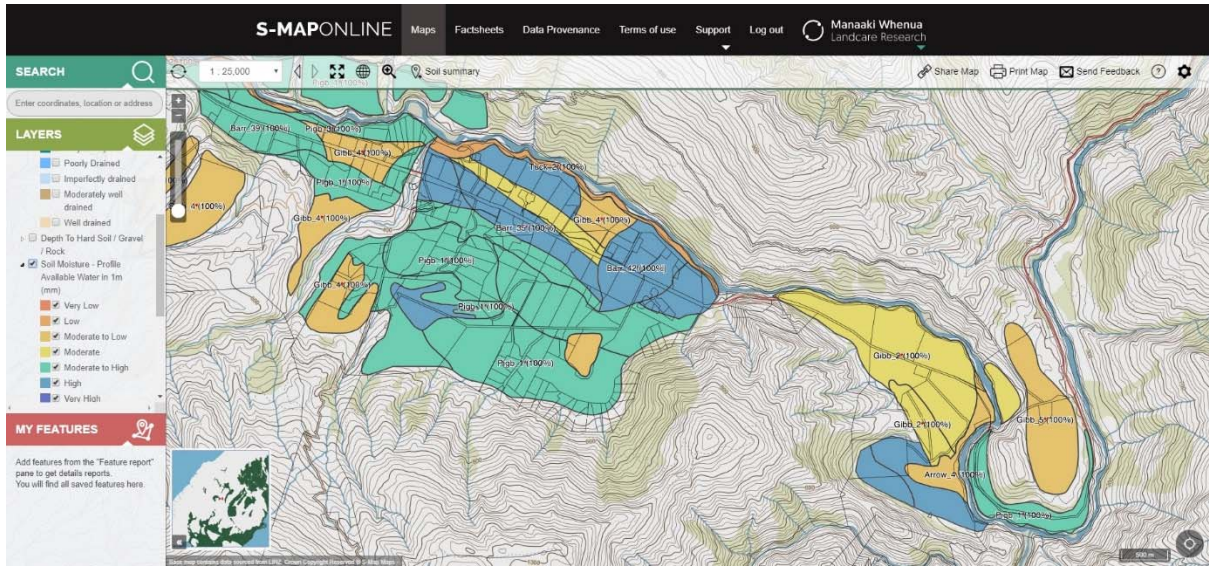 S-MAPONLINE
Maps
Factsheets
Data Provenance
Terms of use
Support
Log out
Manaaki Whenua
Landcare Research
SEARCH
1 : 25,000
Soil summary
Share Map
Print Map
Send Feedback
?
Enter coordinates, location or address
LAYERS
Poorly Drained
Imperfectly drained
Moderately well
drained
Well drained
Depth To Hard Soil / Gravel
/ Rock
Soil Moisture - Profile
Available Water in 1m
(mm)
Very Low
Low
Moderate to Low
Moderate
Moderate to High
High
Very High
MY FEATURES
Add features from the "Feature report"
pane to get details reports.
You will find all saved features here.
Barr_39*(100%)
Gibb_4*(100%)
Pigb_1*(100%)
4*(100%)
Gibb_4*(100%)
Gibb_4*(100%)
Barr_35*(100%)
Pigb_1*(100%)
Gibb_4*(100%)
Barr_42*(100%)
Pigb_1*(100%)
Pigb_1*(100%)
Gibb_2*(100%)
Gibb_2*(100%)
Gibb_5*(100%)
Pigb_1*(100%)
500 m